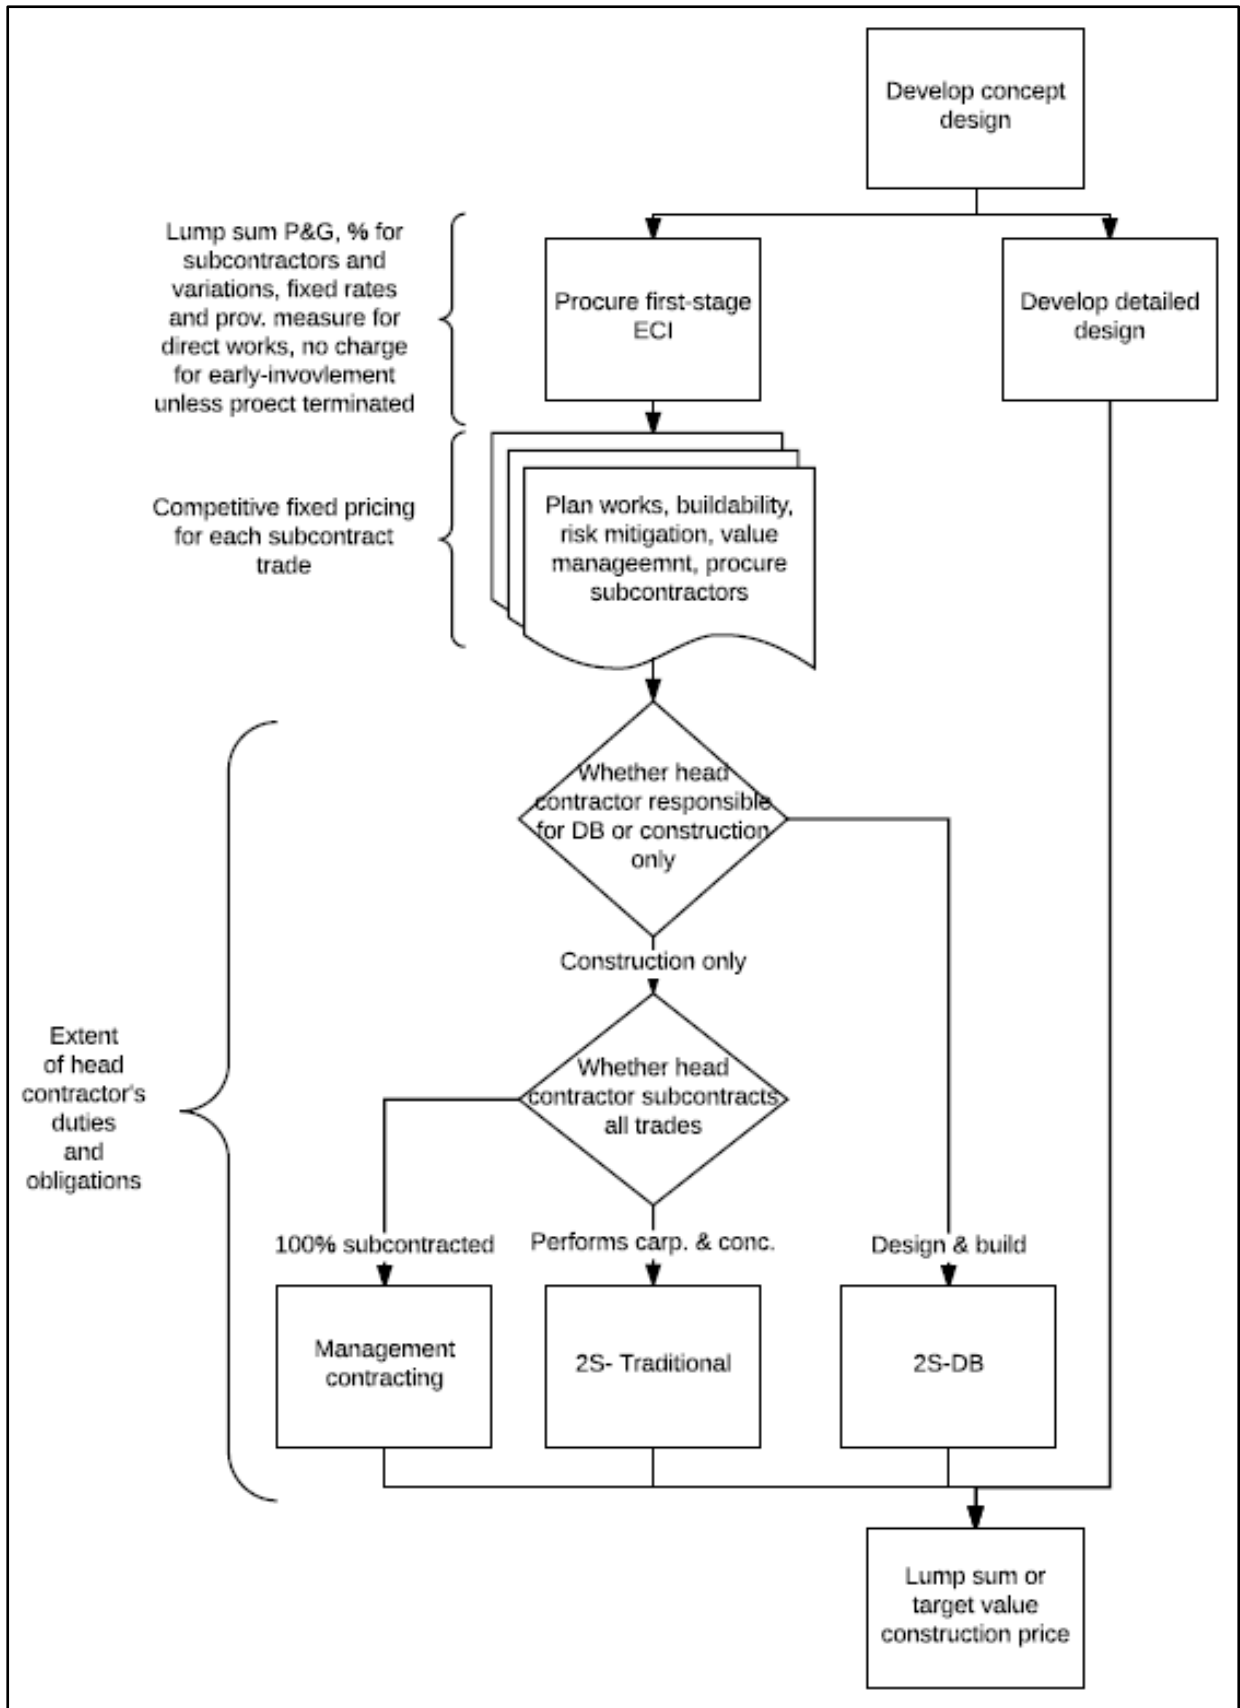 Develop concept
design
Lump sum P&G, % for
subcontractors and
variations, fixed rates
and prov. measure for
direct works, no charge
for early-invovlement
unless proect terminated
Procure first-stage
ECI
Develop detailed
design
Competitive fixed pricing
for each subcontract
trade
Plan works, buildability,
risk mitigation, value
manageemnt, procure
subcontractors
Whether head
contractor responsible
for DB or construction
only
Construction only
Extent
of head
contractor's
duties
and
obligations
Whether head
contractor subcontracts
all trades
100% subcontracted
Performs carp. & conc.
Design & build
Management
contracting
2S- Traditional
2S-DB
Lump sum or
target value
construction price